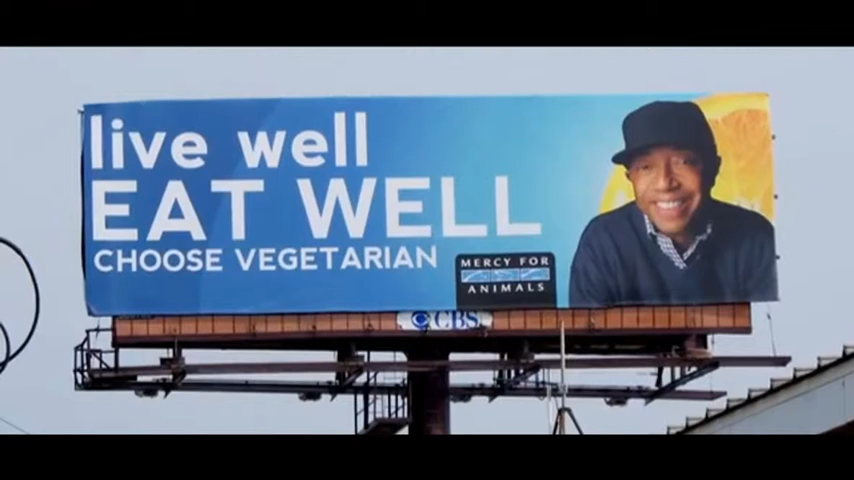 live well
EAT WELL
CHOOSE VEGETARIAN
MERCY FOR
ANIMALS
CBS